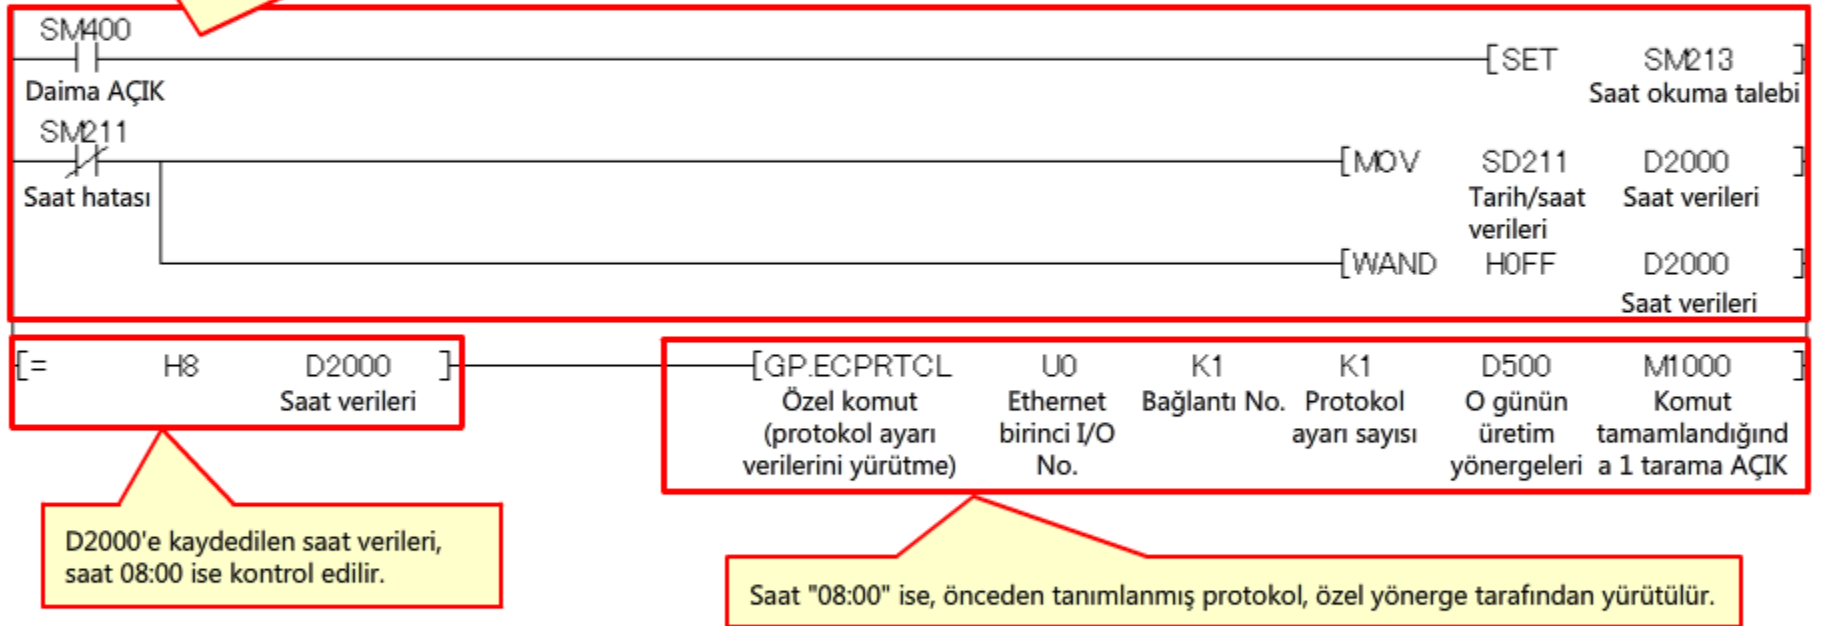 SM400
[SET SM213 ]
Daima AÇIK
Saat okuma talebi
SM211
[MOV SD211 D2000 ]
Saat hatası
Tarih/saat
verileri
Saat verileri
[WAND H0FF D2000 ]
Saat verileri
[= H8 D2000 ]
Saat verileri
[GP.ECPRTCL U0 K1 K1 D500 M1000 ]
Özel komut
(protokol ayarı
verilerini yürütme)
Ethernet
birinci I/O
No.
Bağlantı No.
Protokol
ayarı sayısı
O günün
üretim
yönergeleri
Komut
tamamlandığınd
a 1 tarama AÇIK
D2000'e kaydedilen saat verileri,
saat 08:00 ise kontrol edilir.
Saat "08:00" ise, önceden tanımlanmış protokol, özel yönerge tarafından yürütülür.